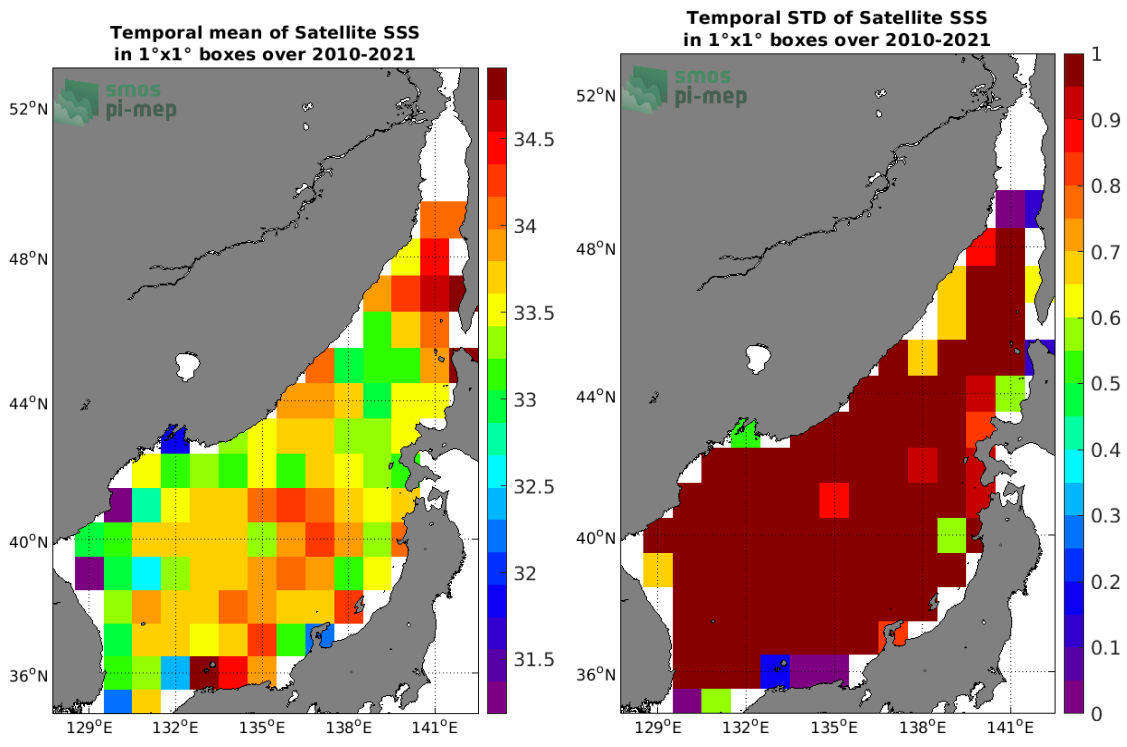 Temporal mean of Satellite SSS
in 1°x1° boxes over 2010-2021
smos
pi-mep
52°N
48°N
44°N
40°N
36°N
129°E
132°E
135°E
138°E
141°E
34.5
34
33.5
33
32.5
32
31.5
Temporal STD of Satellite SSS
in 1°x1° boxes over 2010-2021
smos
pi-mep
52°N
48°N
44°N
40°N
36°N
129°E
132°E
135°E
138°E
141°E
1
0.9
0.8
0.7
0.6
0.5
0.4
0.3
0.2
0.1
0